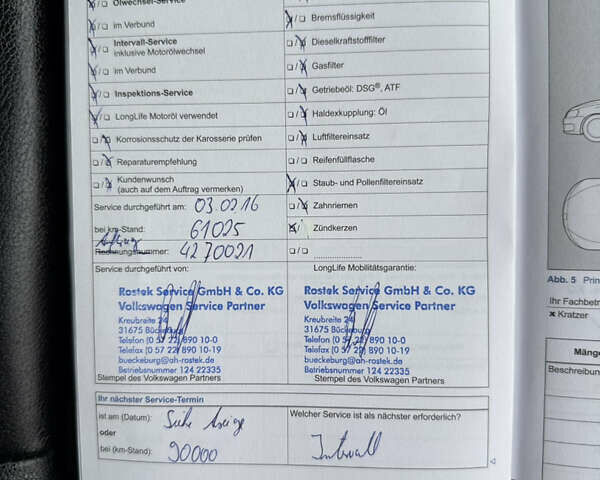 Ölwechsel-Service
im Verbund
Intervall-Service
inklusive Motorölwechsel
im Verbund
Inspektions-Service
LongLife Motoröl verwendet
Korrosionsschutz der Karosserie prüfen
Reparaturempfehlung
Kundenwunsch
(auch auf dem Auftrag vermerken)
Service durchgeführt am: 03.0216
bei km-Stand: 61025
Auftrag
Rechnungsnummer: 4270021
Bremsflüssigkeit
Dieselkraftstofffilter
Gasfilter
Getriebeöl: DSG®, ATF
Haldexkupplung: Öl
Luftfiltereinsatz
Reifenfüllflasche
Staub- und Pollenfiltereinsatz
Zahnriemen
Zündkerzen
Service durchgeführt von:
Rostek Service GmbH & Co. KG
Volkswagen Service Partner
Kreubreite 24
31675 Bückeburg
Telefon (0 57 22) 890 10-0
Telefax (0 57 22) 890 10-19
bueckeburg@ah-rostek.de
Betriebsnummer 124 22335
Stempel des Volkswagen Partners
LongLife Mobilitätsgarantie:
Rostek Service GmbH & Co. KG
Volkswagen Service Partner
Kreubreite 24
31675 Bückeburg
Telefon (0 57 22) 890 10-0
Telefax (0 57 22) 890 10-19
bueckeburg@ah-rostek.de
Betriebsnummer 124 22335
Stempel des Volkswagen Partners
Ihr nächster Service-Termin
ist am (Datum): Siehe Anzeige
oder
bei (km-Stand): 90000
Welcher Service ist als nächster erforderlich?
Intervall
Abb. 5 Prin
Ihr Fachbetr
x Kratzer
Mänge
Beschreibun